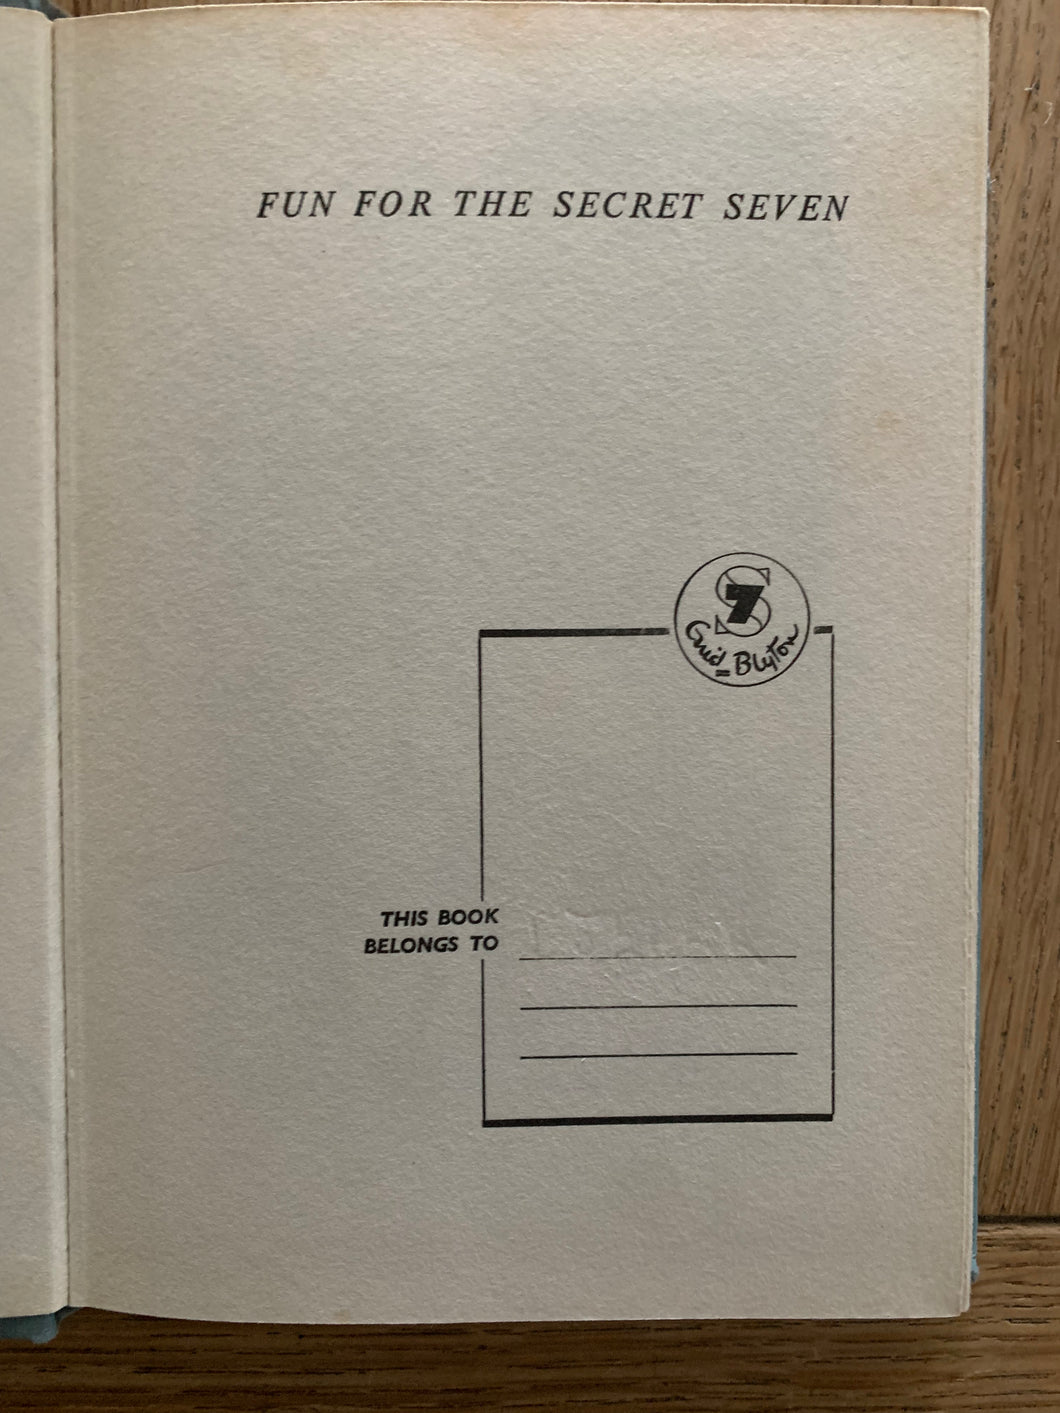 FUN FOR THE SECRET SEVEN
S7
Enid Blyton
THIS BOOK
BELONGS TO